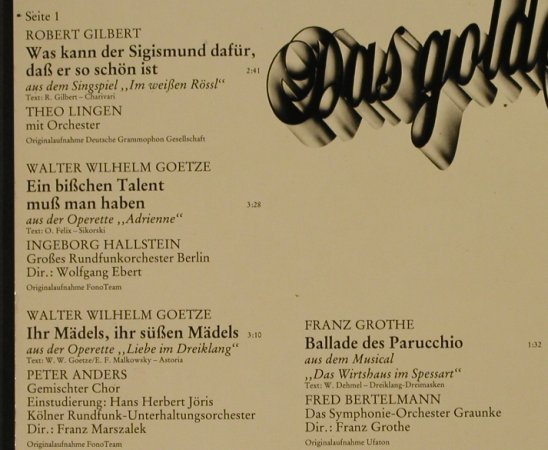 Seite 1
ROBERT GILBERT
Was kann der Sigismund dafür,
daß er so schön ist 2:41
aus dem Singspiel ,,Im weißen Rössl“
Text: R. Gilbert – Charivari
THEO LINGEN
mit Orchester
Originalaufnahme Deutsche Grammophon Gesellschaft
WALTER WILHELM GOETZE
Ein bißchen Talent
muß man haben 3:28
aus der Operette ,,Adrienne“
Text: O. Felix – Sikorski
INGEBORG HALLSTEIN
Großes Rundfunkorchester Berlin
Dir.: Wolfgang Ebert
Originalaufnahme FonoTeam
WALTER WILHELM GOETZE
Ihr Mädels, ihr süßen Mädels 3:10
aus der Operette ,,Liebe im Dreiklang“
Text: W. W. Goetze/E. F. Malkowsky – Astoria
PETER ANDERS
Gemischter Chor
Einstudierung: Hans Herbert Jöris
Kölner Rundfunk-Unterhaltungsorchester
Dir.: Franz Marszalek
Originalaufnahme FonoTeam
Das gold
FRANZ GROTHE
Ballade des Parucchio 1:32
aus dem Musical
,,Das Wirtshaus im Spessart“
Text: W. Dehmel – Dreiklang-Dreimasken
FRED BERTELMANN
Das Symphonie-Orchester Graunke
Dir.: Franz Grothe
Originalaufnahme Ufaton